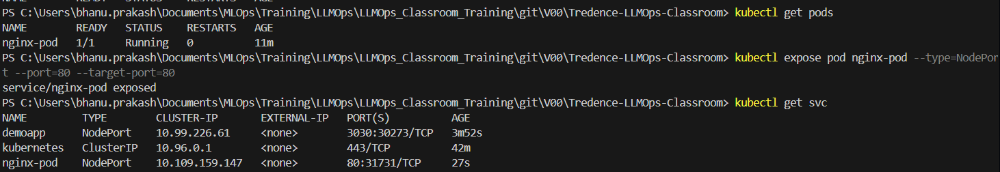 NAME READY STATUS RESTARTS AGE
PS C:\Users\bhanu.prakash\Documents\MLOps\Training\LLMOps\LLMOps_Classroom_Training\git\V00\Tredence-LLMOps-Classroom> kubectl get pods
NAME READY STATUS RESTARTS AGE
nginx-pod 1/1 Running 0 11m
PS C:\Users\bhanu.prakash\Documents\MLOps\Training\LLMOps\LLMOps_Classroom_Training\git\V00\Tredence-LLMOps-Classroom> kubectl expose pod nginx-pod --type=NodePor
t --port=80 --target-port=80
service/nginx-pod exposed
PS C:\Users\bhanu.prakash\Documents\MLOps\Training\LLMOps\LLMOps_Classroom_Training\git\V00\Tredence-LLMOps-Classroom> kubectl get svc
NAME TYPE CLUSTER-IP EXTERNAL-IP PORT(S) AGE
demoapp NodePort 10.99.226.61 <none> 3030:30273/TCP 3m52s
kubernetes ClusterIP 10.96.0.1 <none> 443/TCP 42m
nginx-pod NodePort 10.109.159.147 <none> 80:31731/TCP 27s